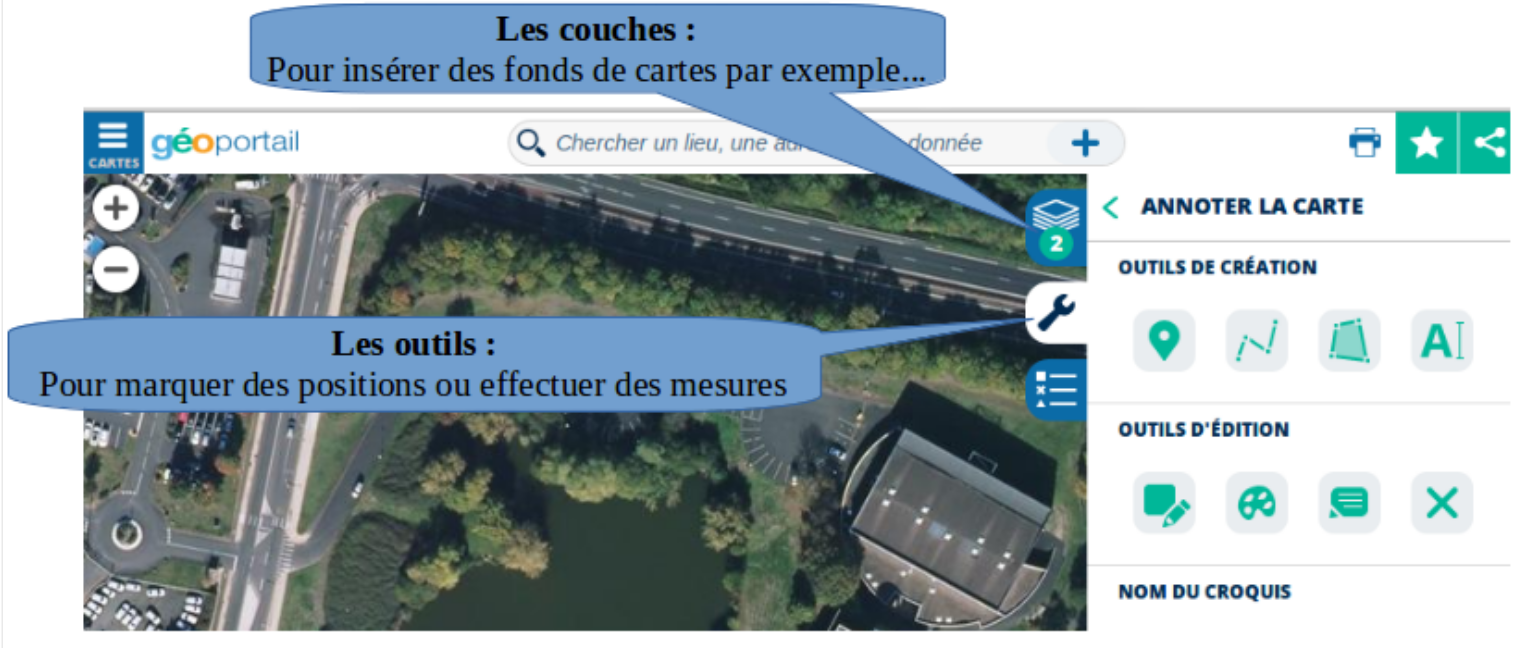 Les couches :
Pour insérer des fonds de cartes par exemple...
CARTES
géoportail
Chercher un lieu, une donnée
2
ANNOTER LA CARTE
OUTILS DE CRÉATION
A
Les outils :
Pour marquer des positions ou effectuer des mesures
OUTILS D'ÉDITION
NOM DU CROQUIS